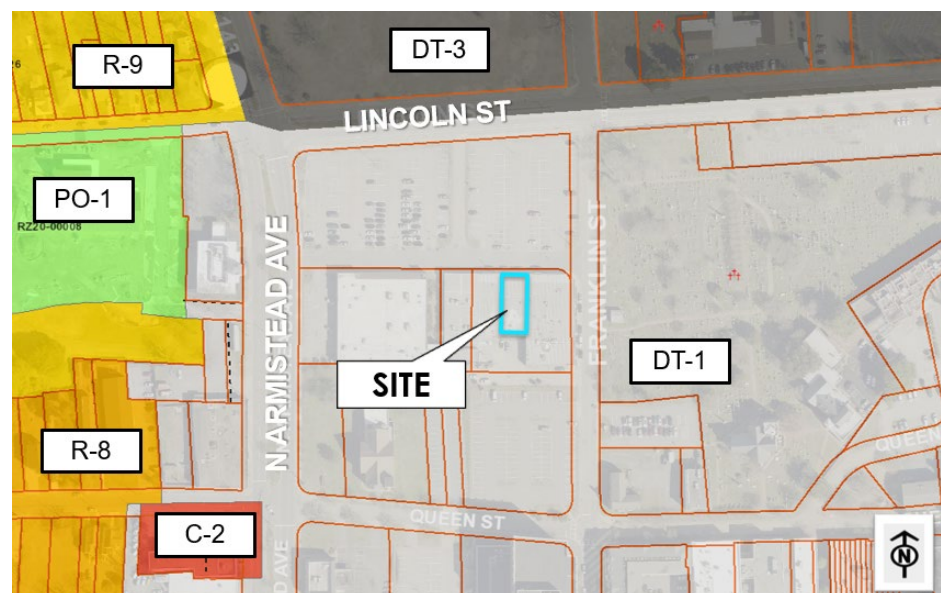 R-9
DT-3
LINCOLN ST
PO-1
RZ20-00008
N ARMISTEAD AVE
FRANKLIN ST
SITE
DT-1
R-8
QUEEN ST
QUEEN ST
C-2
D AVE
N